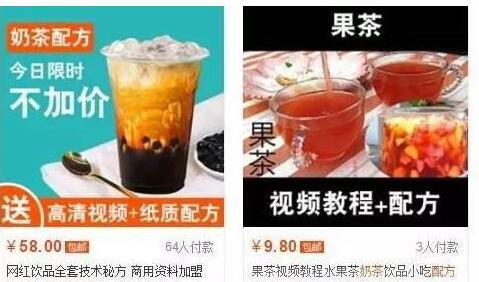 奶茶配方
今日限时
不加价
送
高清视频+纸质配方
￥58.00 包邮 64人付款
网红饮品全套技术秘方 商用资料加盟
果茶
果茶
视频教程+配方
￥9.80 包邮 3人付款
果茶视频教程水果茶奶茶饮品小吃配方